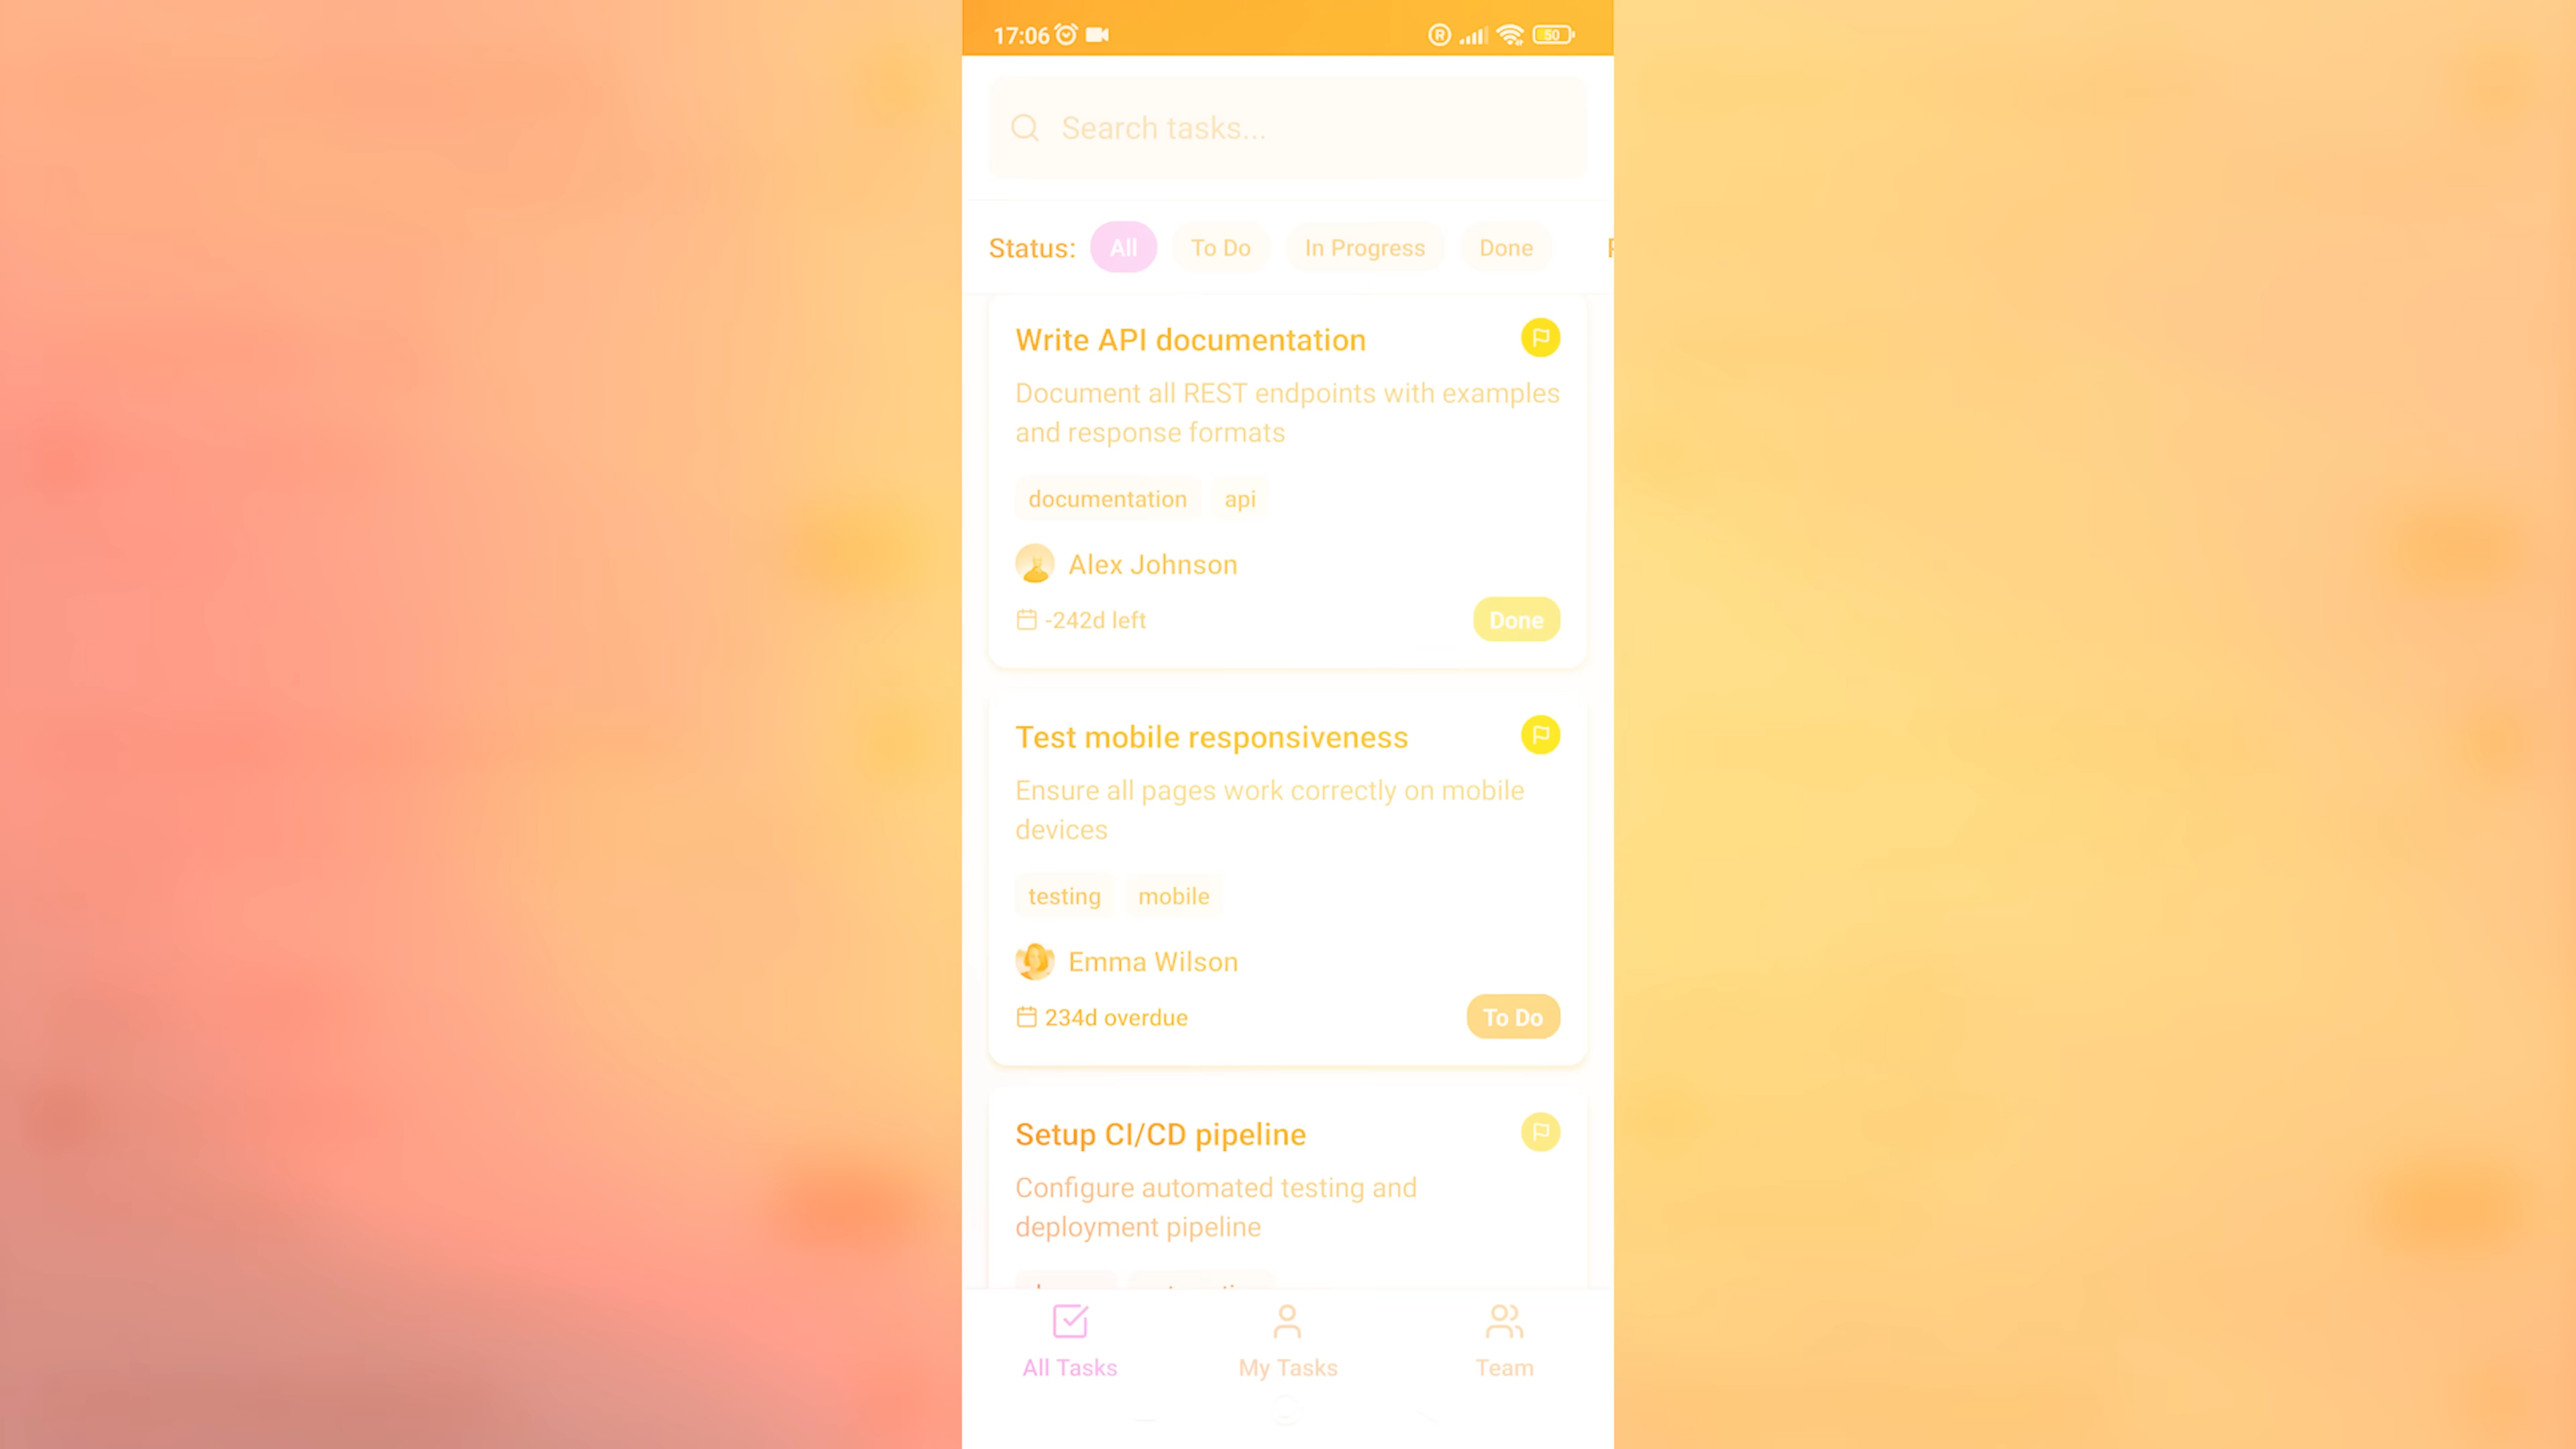 17:06
50
Search tasks...
Status: All To Do In Progress Done
Write API documentation
Document all REST endpoints with examples
and response formats
documentation api
Alex Johnson
-242d left Done
Test mobile responsiveness
Ensure all pages work correctly on mobile
devices
testing mobile
Emma Wilson
234d overdue To Do
Setup CI/CD pipeline
Configure automated testing and
deployment pipeline
All Tasks My Tasks Team